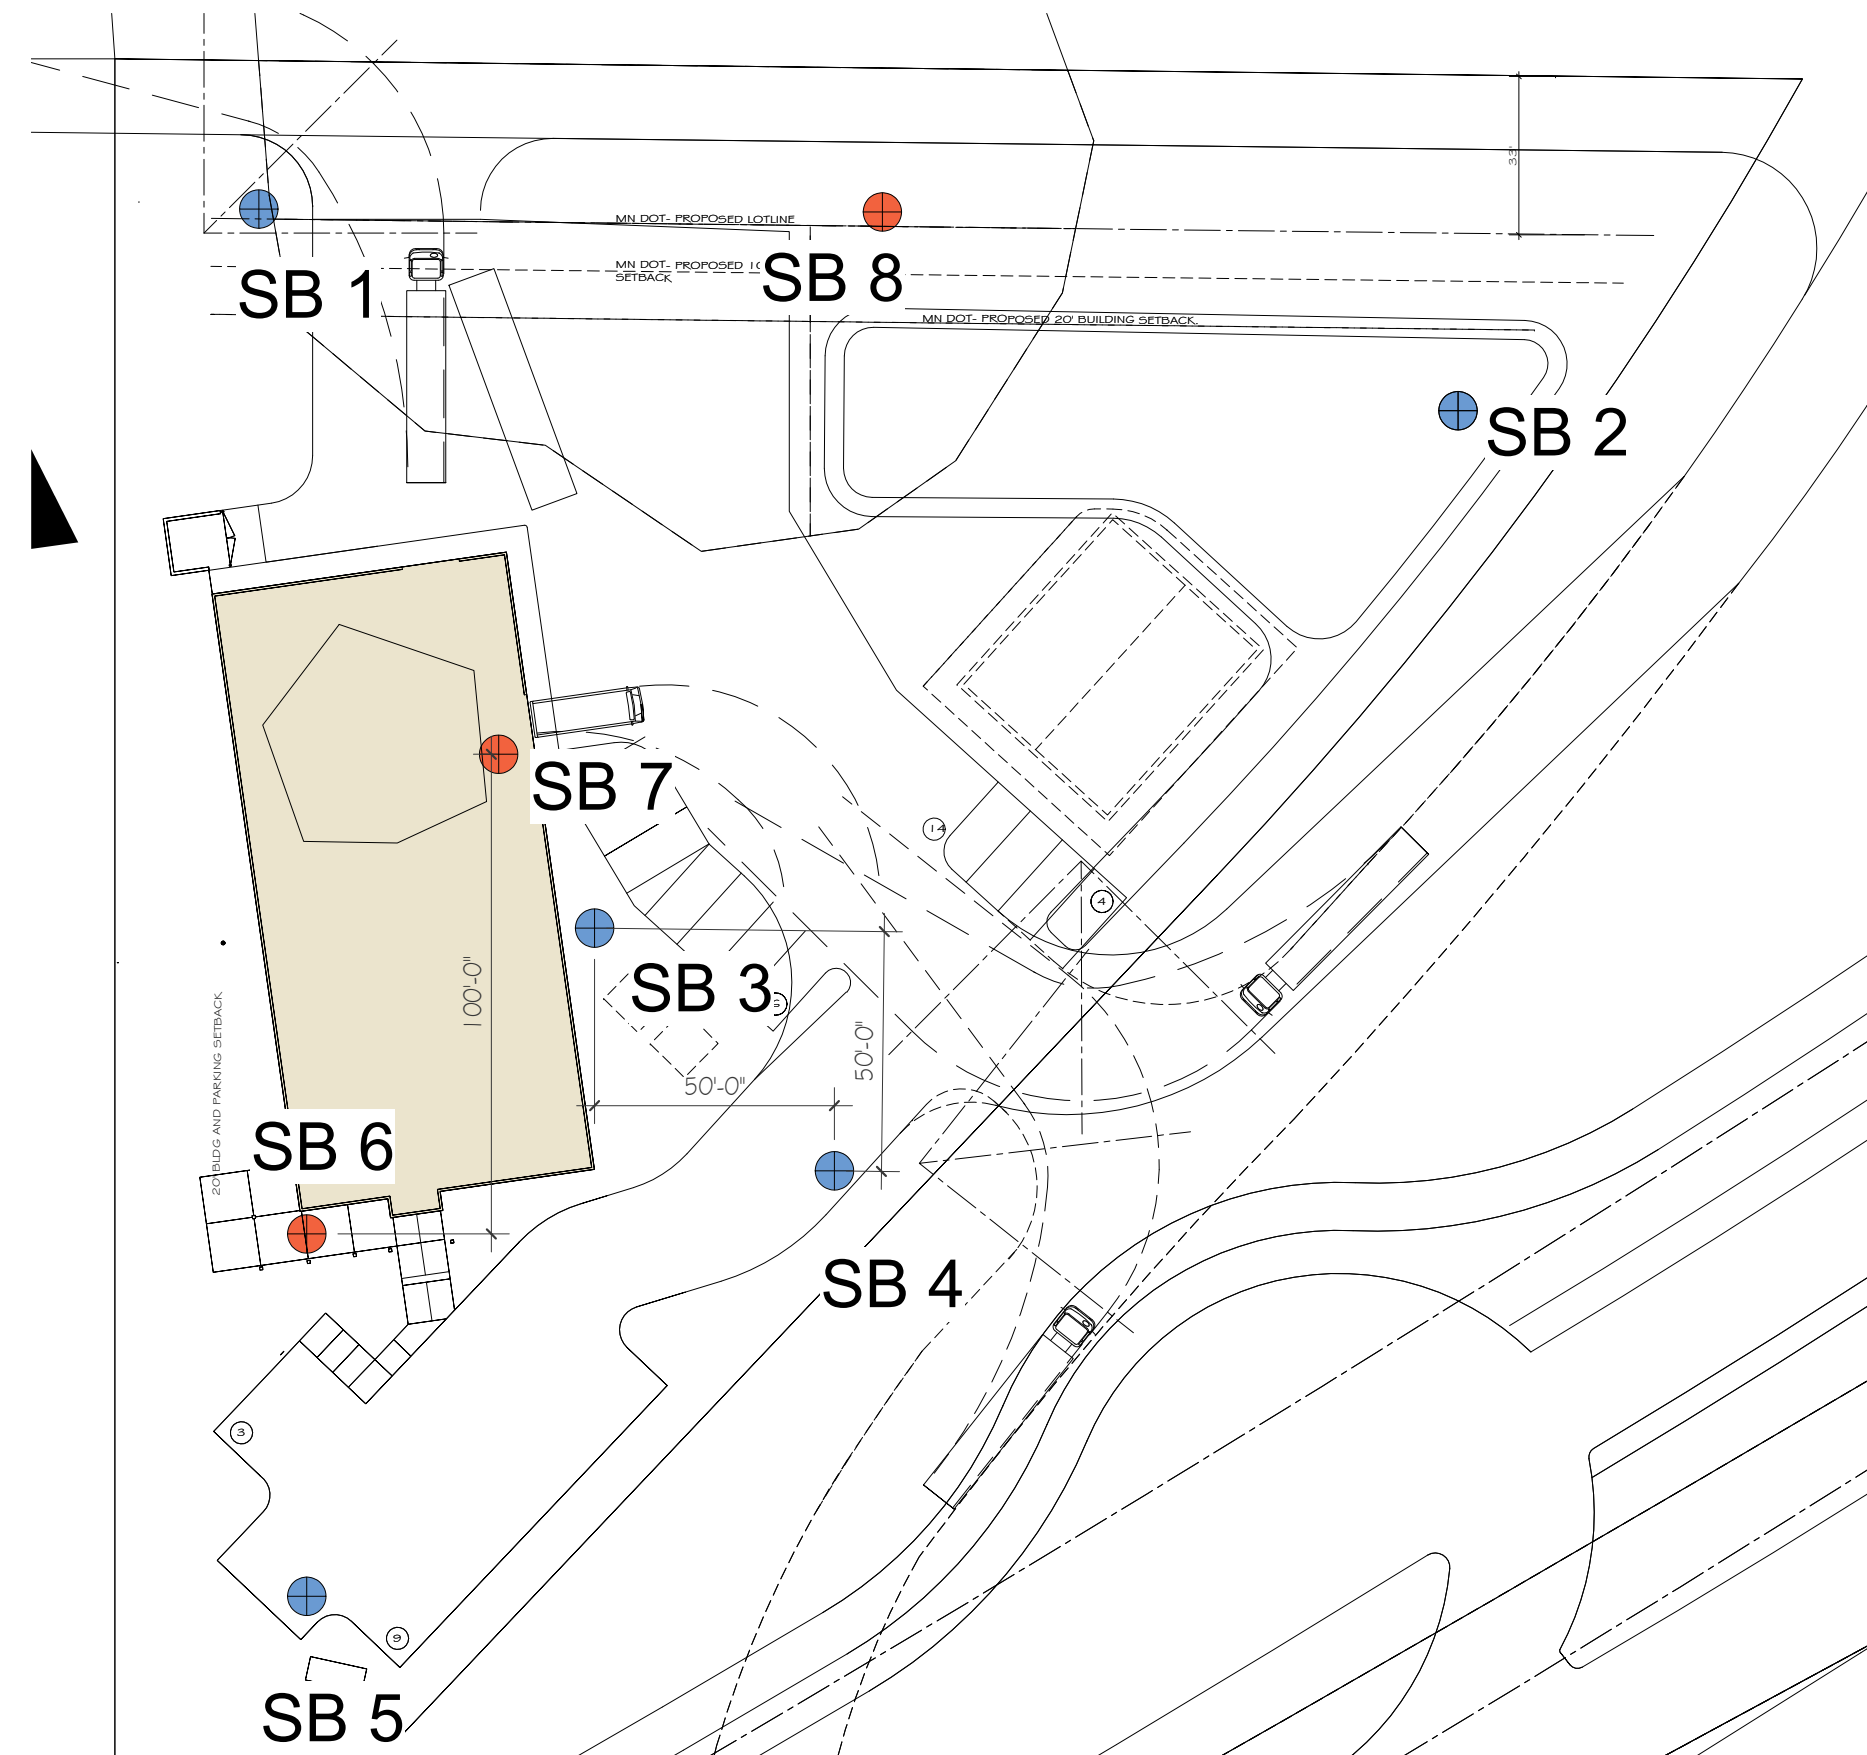 33'
MN DOT- PROPOSED LOTLINE
MN DOT- PROPOSED 1
SETBACK
SB 1
SB 8
MN DOT- PROPOSED 20' BUILDING SETBACK.
SB 2
SB 7
14
4
SB 3
100'-0"
50'-0"
50'-0"
20' BLDG AND PARKING SETBACK
SB 6
SB 4
3
9
SB 5